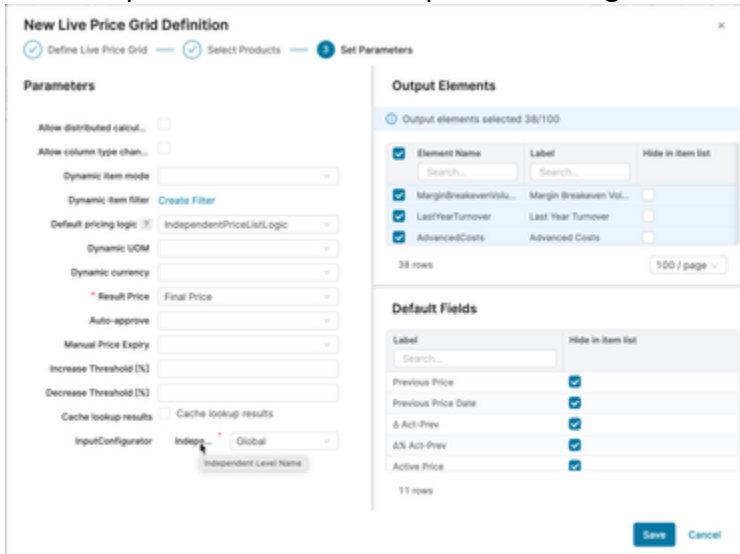 New Live Price Grid Definition
Define Live Price Grid
Select Products
3 Set Parameters
Parameters
Allow distributed calcul...
Allow column type chan...
Dynamic item mode
Dynamic item filter Create Filter
Default pricing logic ? IndependentPriceListLogic
Dynamic UOM
Dynamic currency
* Result Price Final Price
Auto-approve
Manual Price Expiry
Increase Threshold [%]
Decrease Threshold [%]
Cache lookup results Cache lookup results
InputConfigurator Indepe... * Global
Independent Level Name
Output Elements
Output elements selected 38/100
Element Name Label Hide in item list
Search... Search...
MarginBreakevenVolu... Margin Breakeven Vol...
LastYearTurnover Last Year Turnover
AdvancedCosts Advanced Costs
38 rows 100 / page
Default Fields
Label Hide in item list
Search...
Previous Price
Previous Price Date
Δ Act-Prev
Δ% Act-Prev
Active Price
11 rows
Save Cancel